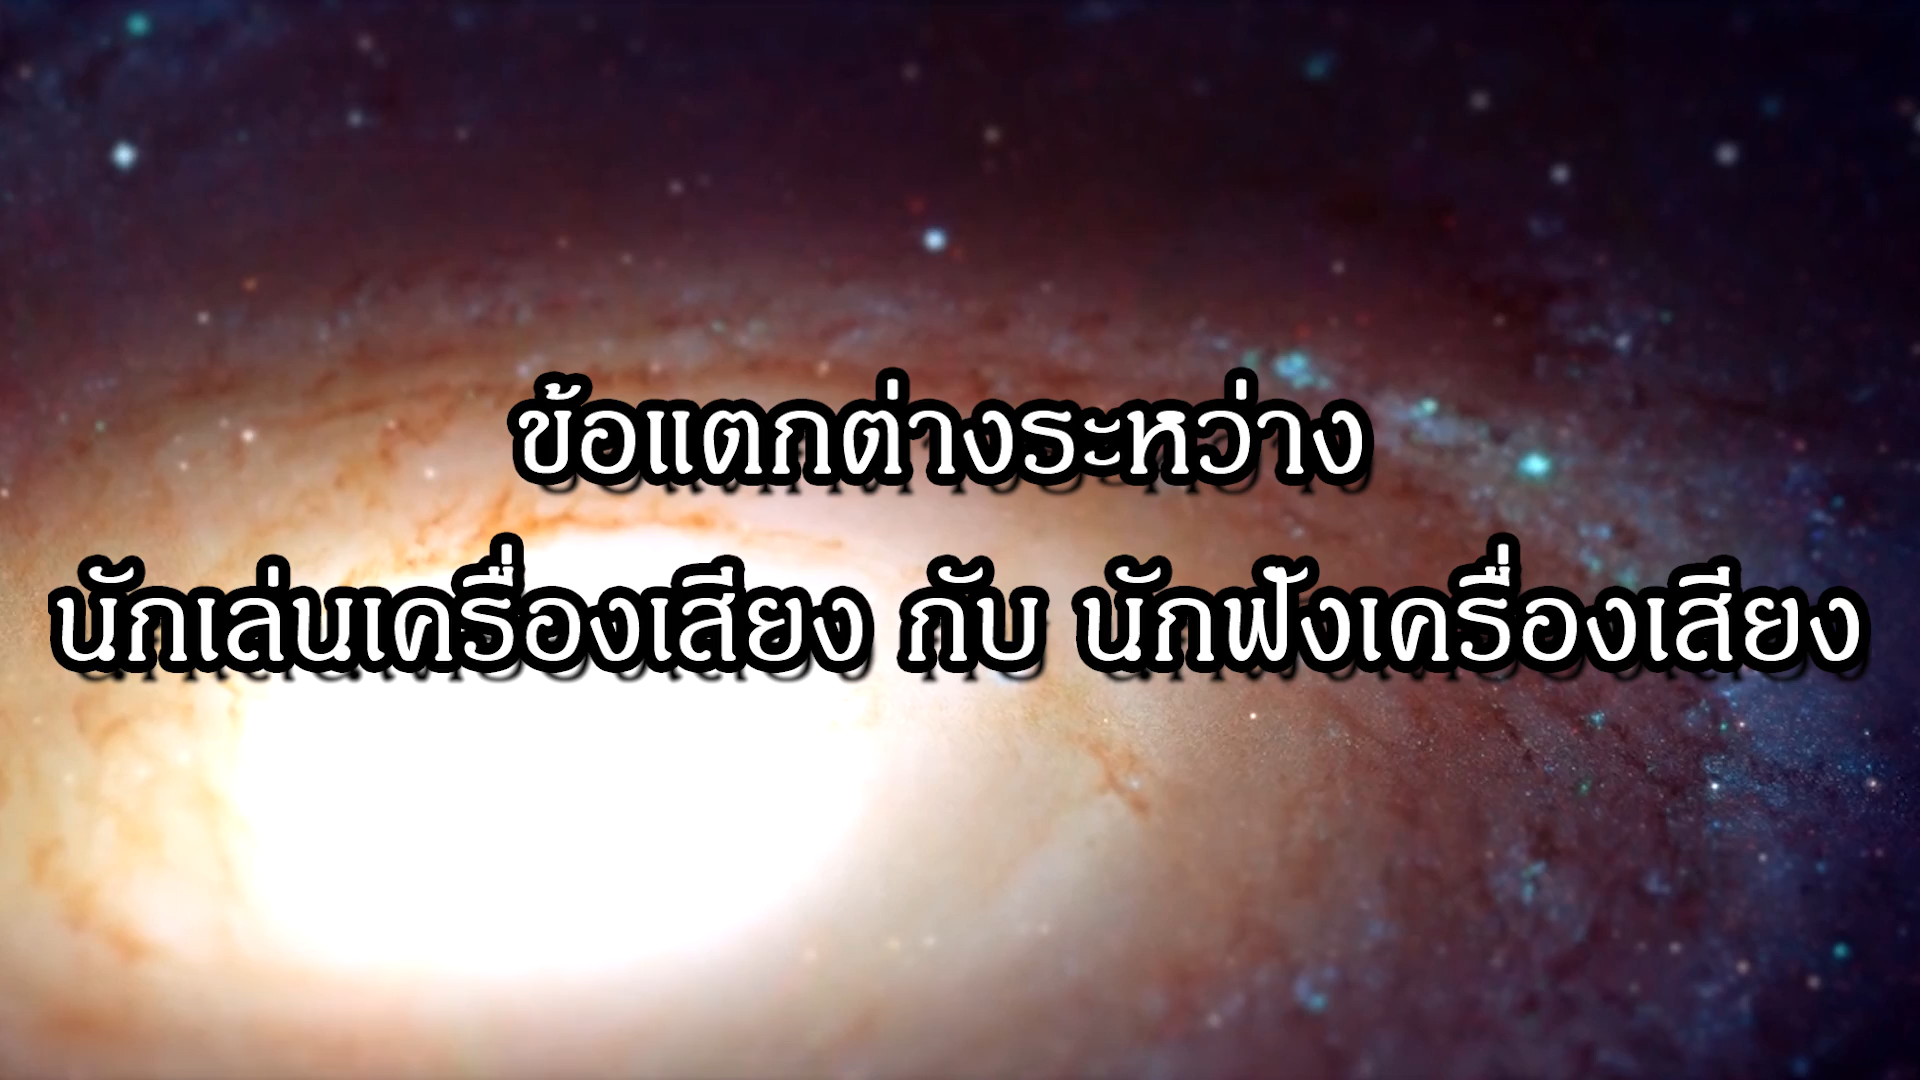 ข้อแตกต่างระหว่าง
นักเล่นเครื่องเสียง กับ นักฟังเครื่องเสียง